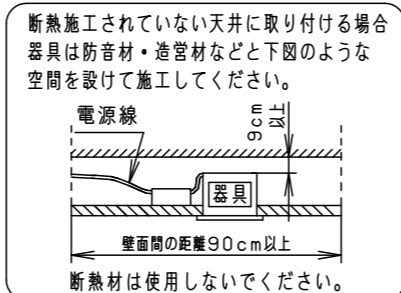 断熱施工されていない天井に取り付ける場合
器具は防音材・造営材などと下図のような
空間を設けて施工してください。
電源線
9cm
以上
器具
壁面間の距離90cm以上
断熱材は使用しないでください。